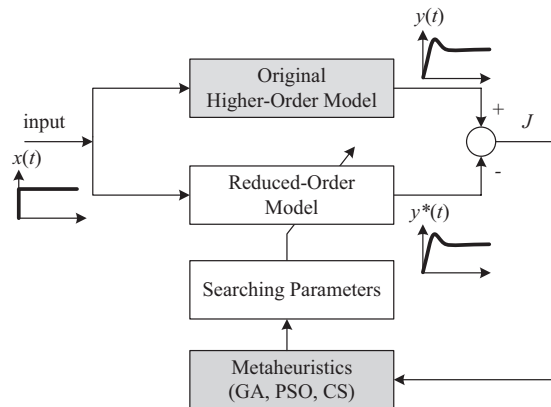 y(t)
Original
Higher-Order Model
+
J
input
x(t)
-
Reduced-Order
Model
y*(t)
Searching Parameters
Metaheuristics
(GA, PSO, CS)